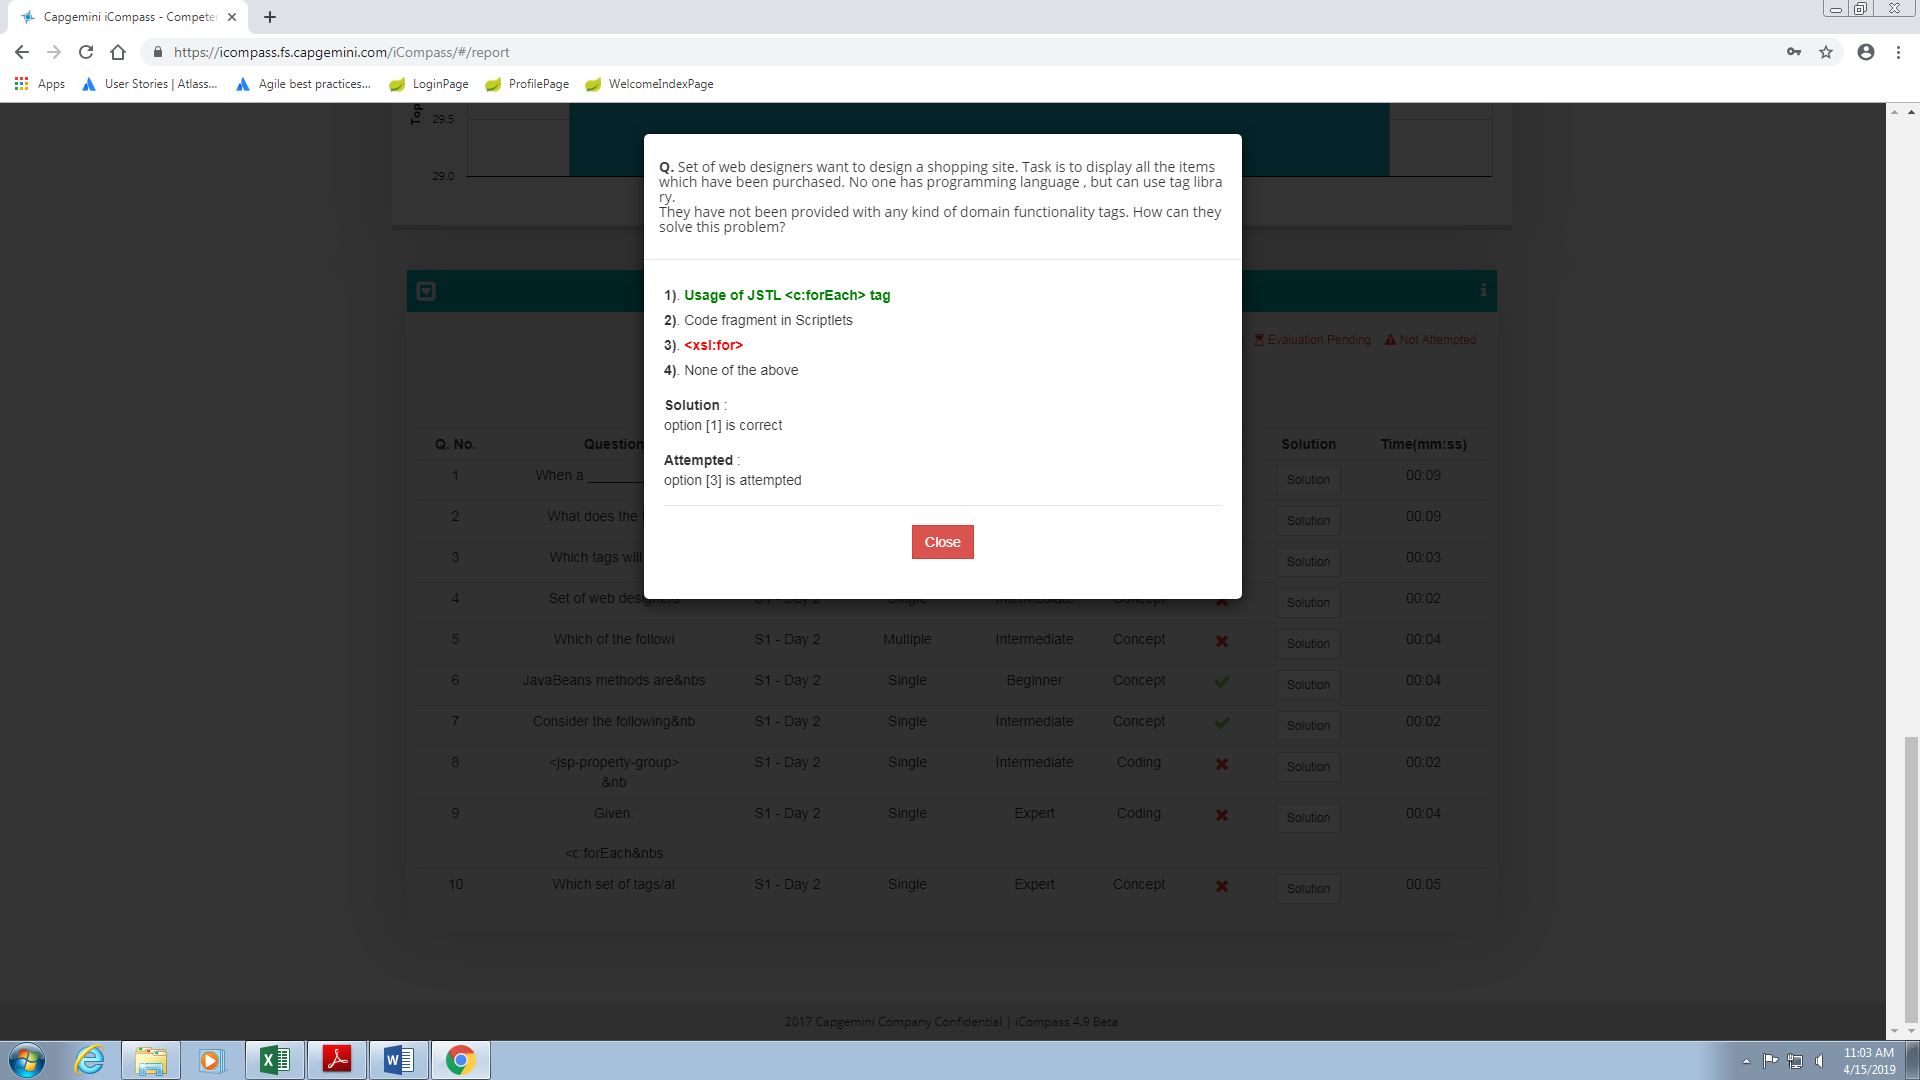 Capgemini iCompass - Competen
https://icompass.fs.capgemini.com/iCompass/#/report
Apps
User Stories | Atlass...
Agile best practices...
LoginPage
ProfilePage
WelcomeIndexPage
Top
29.5
29.0
Q. Set of web designers want to design a shopping site. Task is to display all the items
which have been purchased. No one has programming language , but can use tag libra
ry.
They have not been provided with any kind of domain functionality tags. How can they
solve this problem?
1). Usage of JSTL <c:forEach> tag
2). Code fragment in Scriptlets
3). <xsl:for>
4). None of the above
Solution :
option [1] is correct
Attempted :
option [3] is attempted
Close
Evaluation Pending Not Attempted
Q. No. Question Solution Time(mm:ss)
1 When a ________ Solution 00:09
2 What does the Solution 00:09
3 Which tags will Solution 00:03
4 Set of web designers S1 - Day 2 Single Intermediate Concept Solution 00:02
5 Which of the followi S1 - Day 2 Multiple Intermediate Concept Solution 00:04
6 JavaBeans methods are&nbs S1 - Day 2 Single Beginner Concept Solution 00:04
7 Consider the following&nb S1 - Day 2 Single Intermediate Concept Solution 00:02
8 <jsp-property-group> S1 - Day 2 Single Intermediate Coding Solution 00:02
&nb
9 Given: S1 - Day 2 Single Expert Coding Solution 00:04
<c:forEach&nbs
10 Which set of tags/at S1 - Day 2 Single Expert Concept Solution 00:05
2017 Capgemini Company Confidential | iCompass 4.9 Beta
11:03 AM
4/15/2019